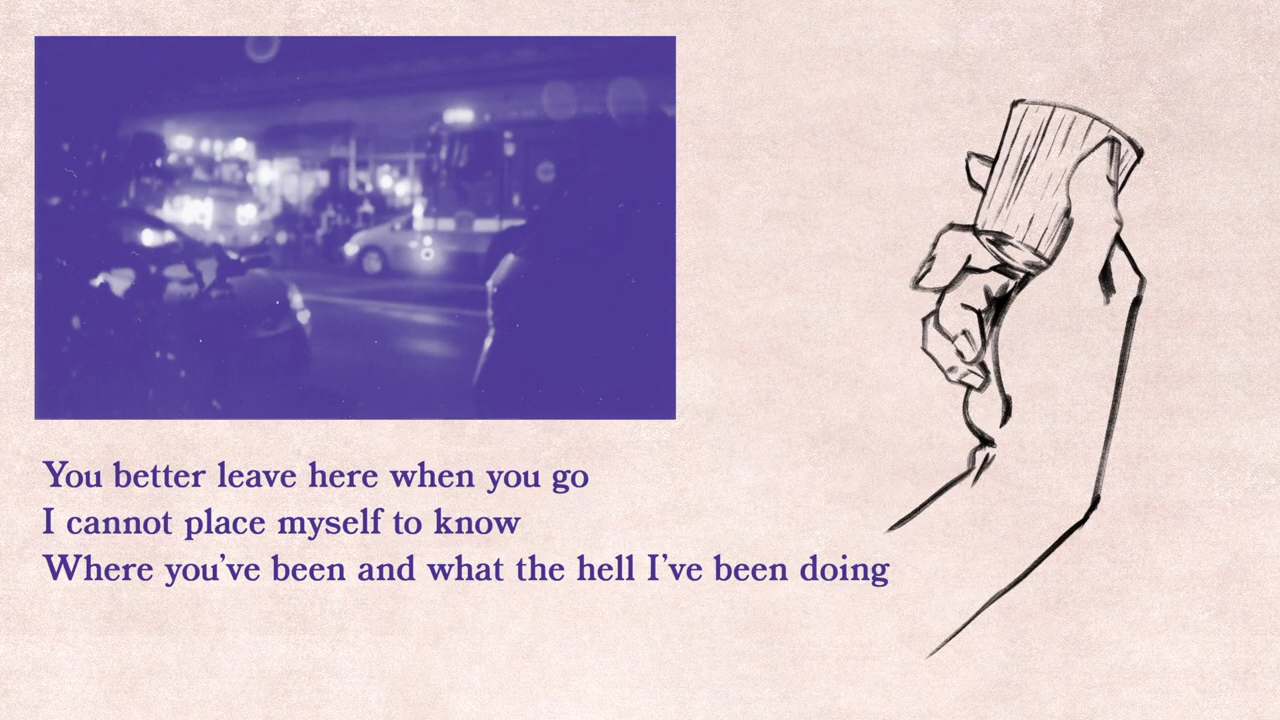 You better leave here when you go
I cannot place myself to know
Where you've been and what the hell I've been doing